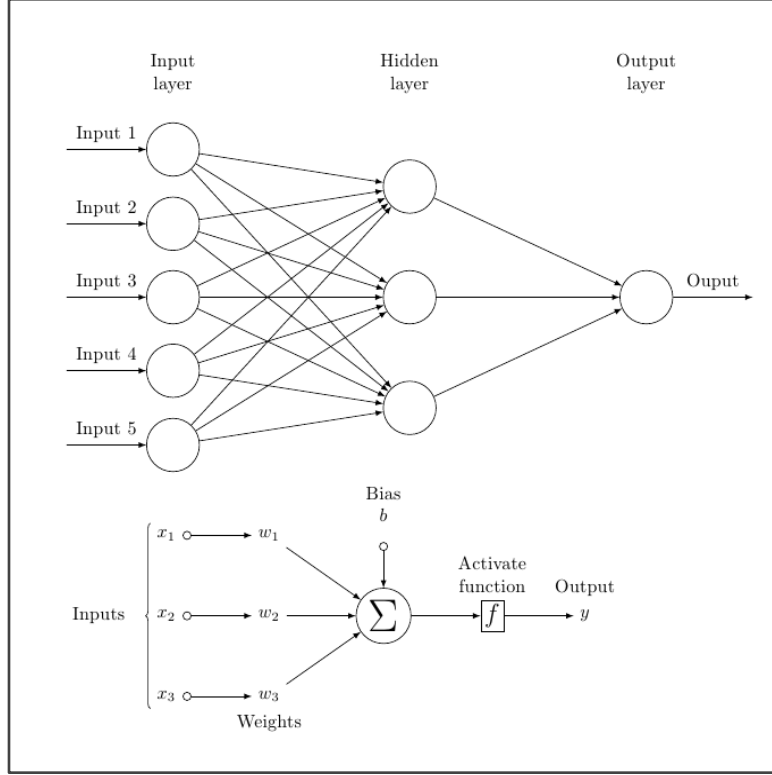 Input
layer
Hidden
layer
Output
layer
Input 1
Input 2
Input 3
Input 4
Input 5
Ouput
Bias
b
x₁
w₁
Activate
function
Output
Inputs
x₂
w₂
∑
f
y
x₃
w₃
Weights